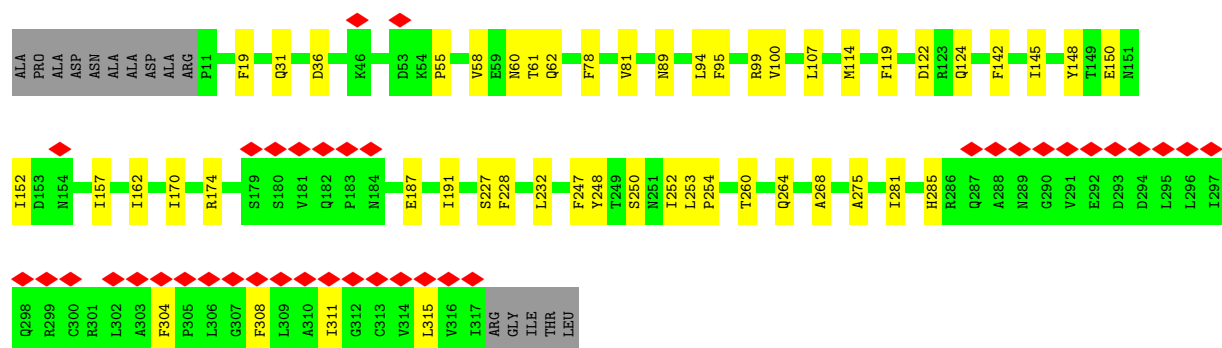 ALA PRO ALA ASP ASN ALA ALA ASP ALA ARG P11 F19 Q31 D36 K46 D53 K54 P55 V58 E59 N60 T61 Q62 F78 V81 N89 L94 F95 R99 V100 L107 M114 F119 D122 R123 Q124 F142 I145 Y148 T149 E150 N151
I152 D153 N154 I157 I162 I170 R174 S179 S180 V181 Q182 P183 N184 E187 I191 S227 F228 L232 F247 Y248 T249 S250 N251 I252 L253 P254 T260 Q264 A268 A275 I281 H285 R286 Q287 A288 N289 G290 V291 E292 D293 D294 L295 L296 I297
Q298 R299 C300 R301 L302 A303 F304 P305 L306 G307 F308 L309 A310 I311 G312 C313 V314 L315 V316 I317 ARG GLY ILE THR LEU